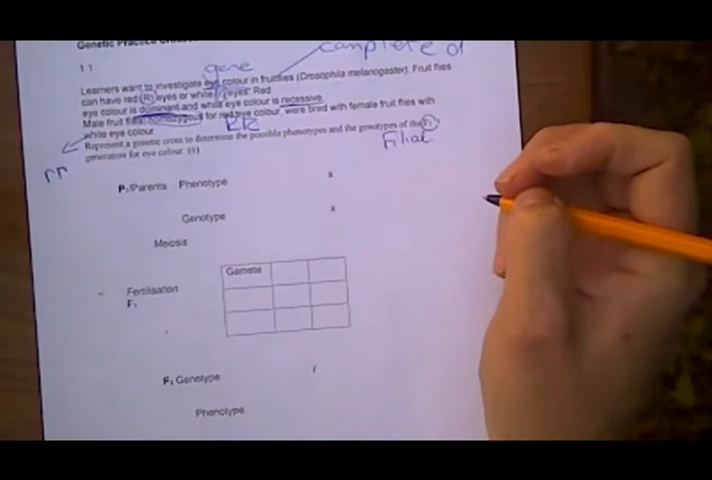 Genetic Practice
complete d
1 1
gene
Learners want to investigate eye colour in fruitflies (Drosophila melanogaster). Fruit flies
can have red (R) eyes or white (r) eyes. Red
eye colour is dominant and white eye colour is recessive.
Male fruit flies, homozygous for red eye colour, were bred with female fruit flies with
RR
white eye colour
Represent a genetic cross to determine the possible phenotypes and the genotypes of the F1
Filial
generation for eye colour. (6)
rr
P1/Parents Phenotype x
Genotype x
Meiosis
Gamete
Fertilisation
F1
F1 Genotype:
Phenotype: